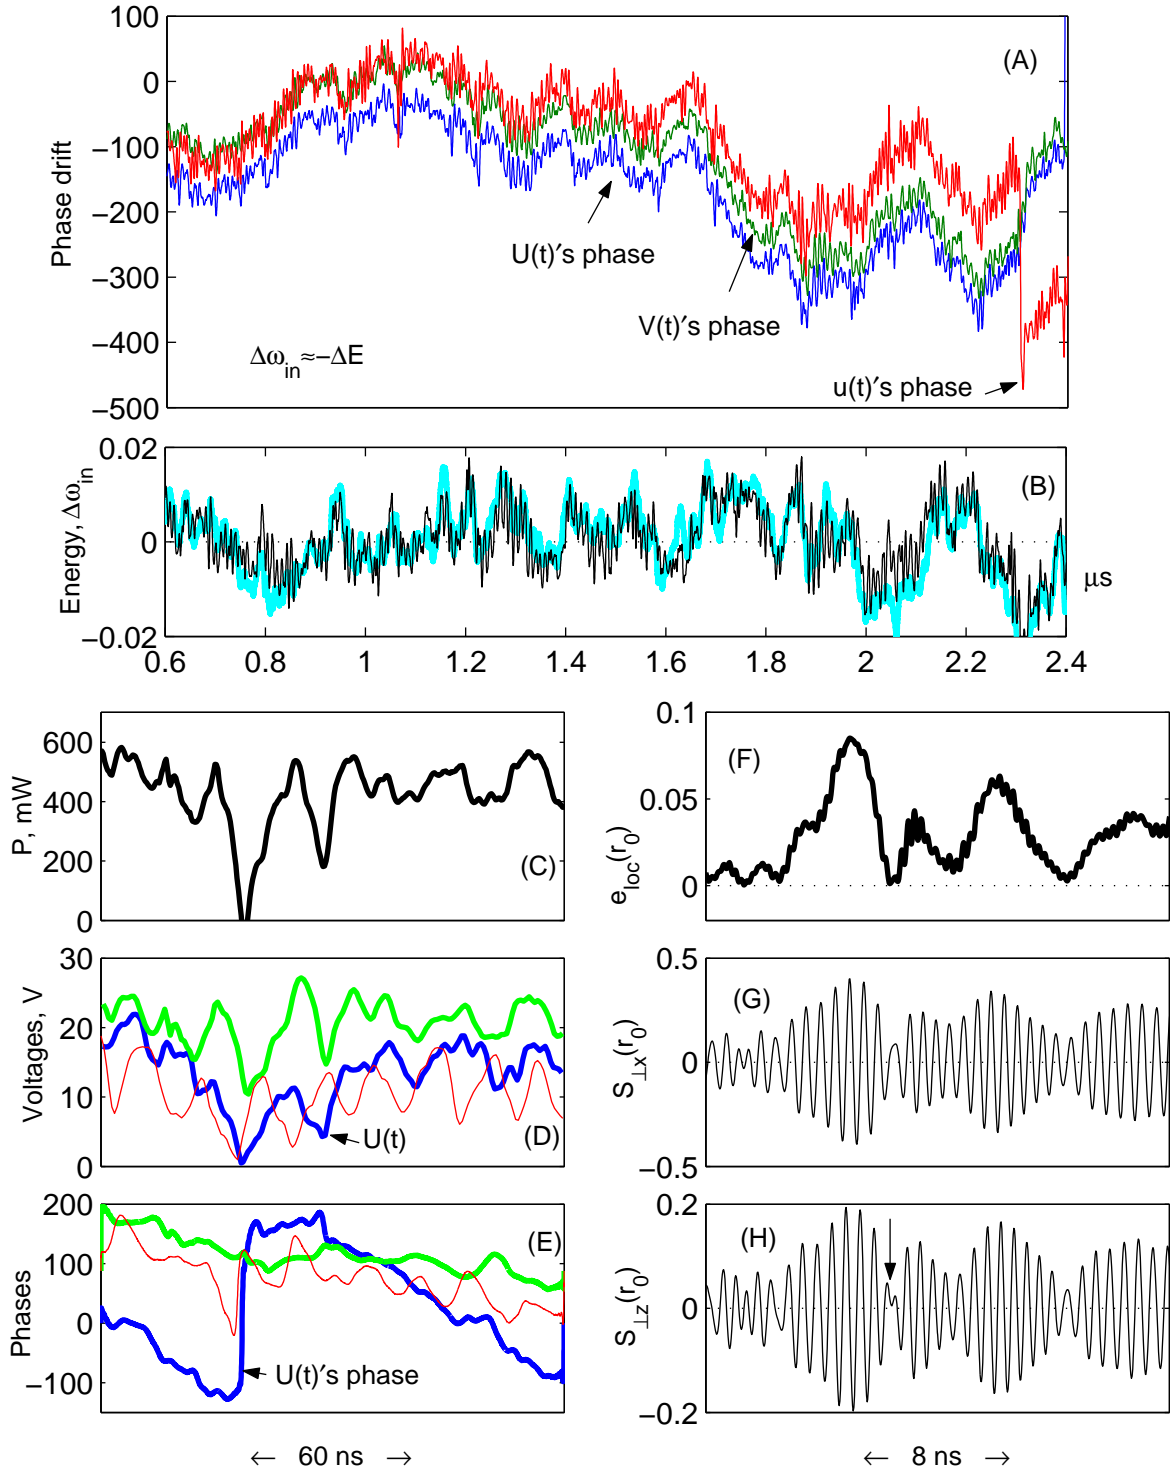 100
0
−100
−200
−300
−400
−500
Phase drift
(A)
U(t)′s phase
V(t)′s phase
u(t)′s phase
Δω_in≈−ΔE
0.02
0
−0.02
Energy, Δω_in
(B)
μs
0.6 0.8 1 1.2 1.4 1.6 1.8 2 2.2 2.4
600
400
200
0
P, mW
(C)
30
20
10
0
Voltages, V
U(t)
(D)
200
100
0
−100
Phases
(E)
U(t)′s phase
← 60 ns →
0.1
0.05
0
e_loc(r_0)
(F)
0.5
0
−0.5
S_⊥x(r_0)
(G)
0.2
0
−0.2
S_⊥z(r_0)
(H)
← 8 ns →